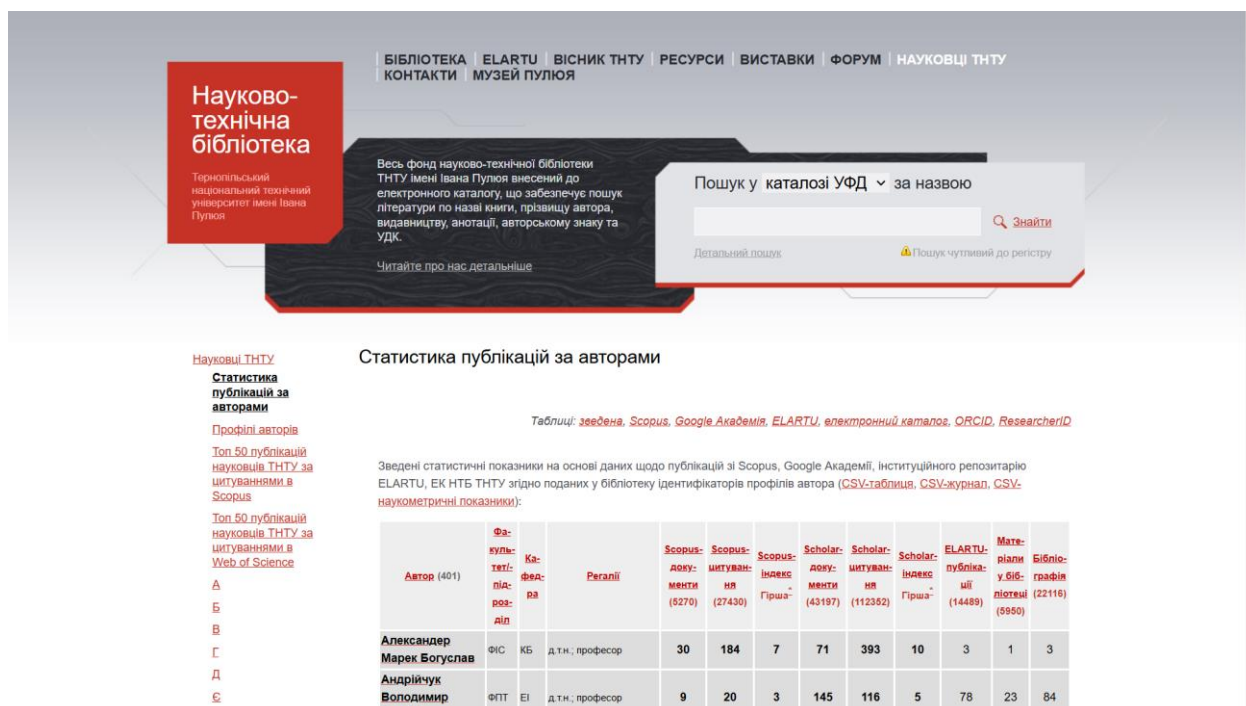 БІБЛІОТЕКА ELARTU ВІСНИК ТНТУ РЕСУРСИ ВИСТАВКИ ФОРУМ НАУКОВЦІ ТНТУ
КОНТАКТИ МУЗЕЙ ПУЛЮЯ
Науково-
технічна
бібліотека
Тернопільський
національний технічний
університет імені Івана
Пулюя
Весь фонд науково-технічної бібліотеки
ТНТУ імені Івана Пулюя внесений до
електронного каталогу, що забезпечує пошук
літератури по назві книги, прізвищу автора,
видавництву, анотації, авторському знаку та
УДК.
Читайте про нас детальніше
Пошук у каталозі УФД за назвою
Знайти
Детальний пошук
Пошук чутливий до регістру
Науковці ТНТУ
Статистика
публікацій за
авторами
Профілі авторів
Топ 50 публікацій
науковців ТНТУ за
цитуваннями в
Scopus
Топ 50 публікацій
науковців ТНТУ за
цитуваннями в
Web of Science
А
Б
В
Г
Д
Є
Статистика публікацій за авторами
Таблиці: зведена, Scopus, Google Академія, ELARTU, електронний каталог, ORCID, ResearcherID
Зведені статистичні показники на основі даних щодо публікацій зі Scopus, Google Академії, інституційного репозитарію
ELARTU, ЕК НТБ ТНТУ згідно поданих у бібліотеку ідентифікаторів профілів автора (CSV-таблиця, CSV-журнал, CSV-
наукометричні показники):
Автор (401)
Фа-
куль-
тет/-
під-
роз-
діл
Ка-
фед-
ра
Регалії
Scopus-
доку-
менти
(5270)
Scopus-
цитуван-
ня
(27430)
Scopus-
індекс
Гірша-
Scholar-
доку-
менти
(43197)
Scholar-
цитуван-
ня
(112352)
Scholar-
індекс
Гірша-
ELARTU-
публіка-
ції
(14489)
Мате-
ріали
у біб-
ліотеці
(5950)
Бібліо-
графія
(22116)
Александер
Марек Богуслав
ФІС КБ д.т.н.; професор 30 184 7 71 393 10 3 1 3
Андрійчук
Володимир
ФПТ ЕІ д.т.н.; професор 9 20 3 145 116 5 78 23 84